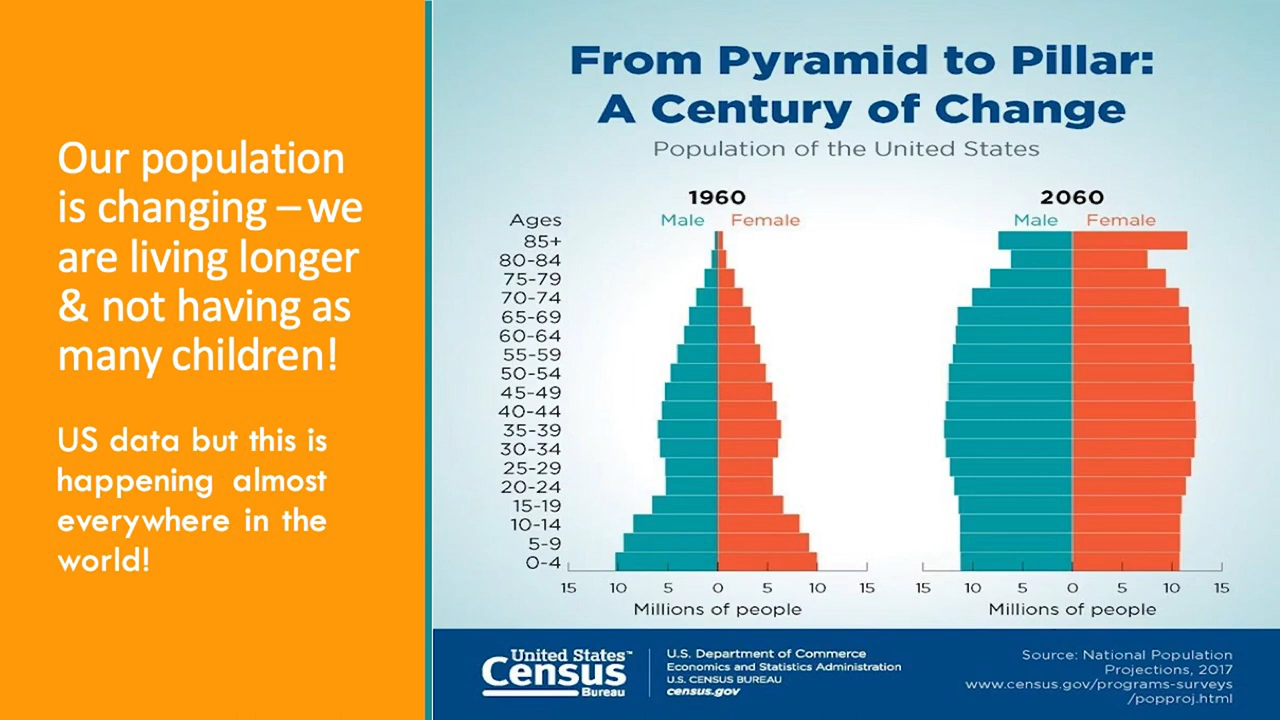 Our population
is changing – we
are living longer
& not having as
many children!
US data but this is
happening almost
everywhere in the
world!
From Pyramid to Pillar:
A Century of Change
Population of the United States
1960
Ages Male Female
85+
80-84
75-79
70-74
65-69
60-64
55-59
50-54
45-49
40-44
35-39
30-34
25-29
20-24
15-19
10-14
5-9
0-4
15 10 5 0 5 10 15
Millions of people
2060
Male Female
15 10 5 0 5 10 15
Millions of people
United States™
Census
Bureau
U.S. Department of Commerce
Economics and Statistics Administration
U.S. CENSUS BUREAU
census.gov
Source: National Population
Projections, 2017
www.census.gov/programs-surveys
/popproj.html